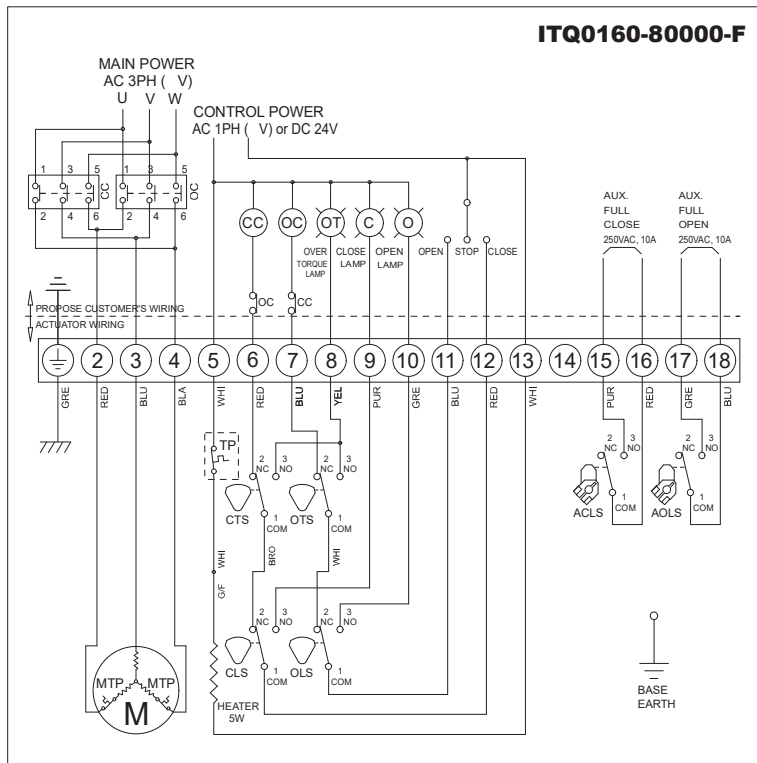 ITQ0160-80000-F
MAIN POWER
AC 3PH (   V)
U V W
CONTROL POWER
AC 1PH (   V) or DC 24V
1 3 5 1 3 5
CC OC
2 4 6 2 4 6
CC OC OT C O
OVER TORQUE LAMP
CLOSE LAMP
OPEN LAMP
OPEN STOP CLOSE
AUX.
FULL
CLOSE
250VAC, 10A
AUX.
FULL
OPEN
250VAC, 10A
OC CC
PROPOSE CUSTOMER'S WIRING
ACTUATOR WIRING
2 3 4 5 6 7 8 9 10 11 12 13 14 15 16 17 18
GRE RED BLU BLA WHI RED BLU YEL PUR GRE BLU RED WHI PUR RED GRE BLU
TP
2 NC 3 NO
CTS
1 COM
2 NC 3 NO
OTS
1 COM
2 NC 3 NO
ACLS
1 COM
2 NC 3 NO
AOLS
1 COM
WHI BRO WHI
G/F
2 NC 3 NO
CLS
1 COM
2 NC 3 NO
OLS
1 COM
MTP MTP
M
HEATER
5W
BASE
EARTH